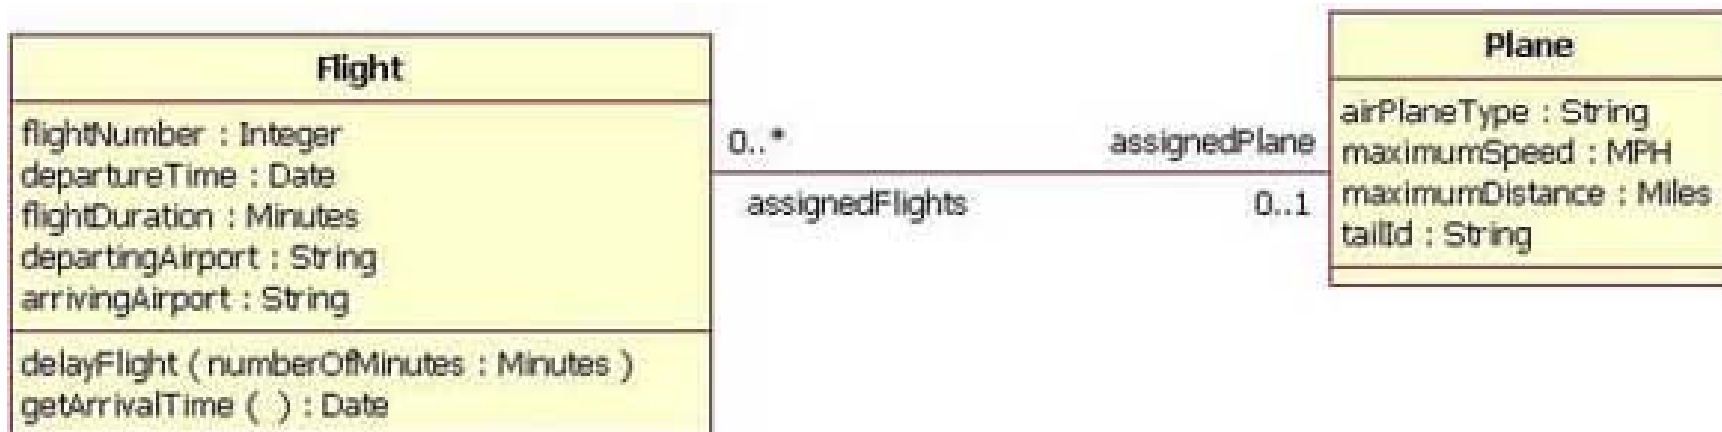 Flight
flightNumber : Integer
departureTime : Date
flightDuration : Minutes
departingAirport : String
arrivingAirport : String
delayFlight ( numberOfMinutes : Minutes )
getArrivalTime ( ) : Date
0..*
assignedFlights
assignedPlane
0..1
Plane
airPlaneType : String
maximumSpeed : MPH
maximumDistance : Miles
tailId : String